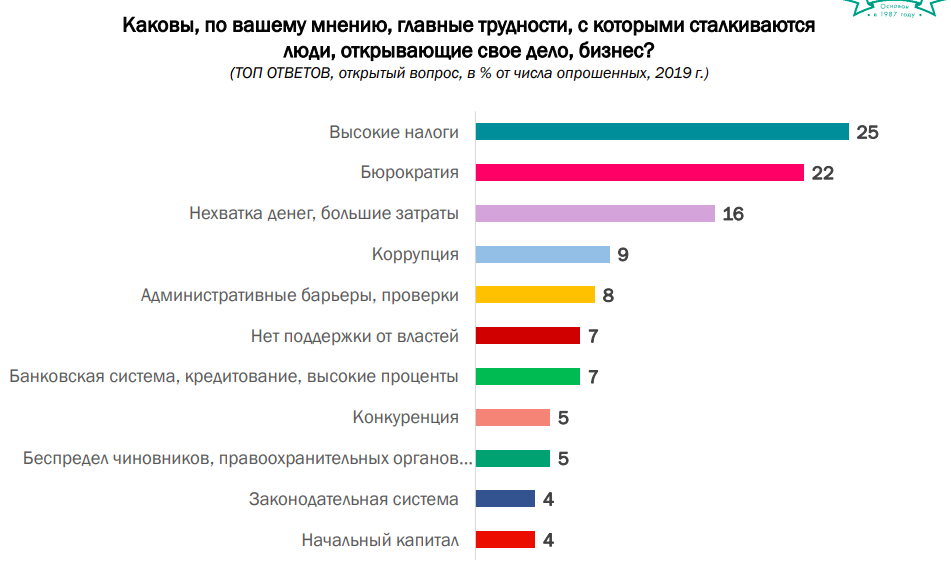 Основан
в 1987 году
Каковы, по вашему мнению, главные трудности, с которыми сталкиваются
люди, открывающие свое дело, бизнес?
(ТОП ОТВЕТОВ, открытый вопрос, в % от числа опрошенных, 2019 г.)
Высокие налоги 25
Бюрократия 22
Нехватка денег, большие затраты 16
Коррупция 9
Административные барьеры, проверки 8
Нет поддержки от властей 7
Банковская система, кредитование, высокие проценты 7
Конкуренция 5
Беспредел чиновников, правоохранительных органов... 5
Законодательная система 4
Начальный капитал 4